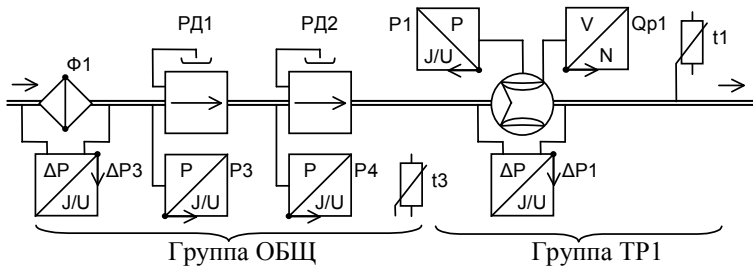 РД1 РД2 P1 P J/U V N Qp1 t1
Ф1
ΔP J/U ΔP3 P J/U P3 P J/U P4 t3 ΔP J/U ΔP1
Группа ОБЩ Группа ТР1